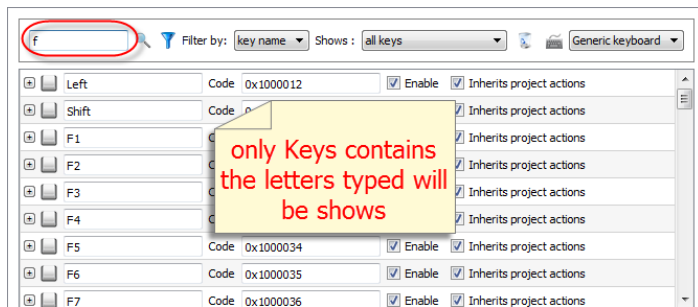 f Filter by: key name Shows : all keys Generic keyboard
Left Code 0x1000012 Enable Inherits project actions
Shift Code Inherits project actions
F1 Inherits project actions
F2 Inherits project actions
F3 Inherits project actions
F4 Inherits project actions
F5 Code 0x1000034 Enable Inherits project actions
F6 Code 0x1000035 Enable Inherits project actions
F7 Code 0x1000036 Enable Inherits project actions
only Keys contains
the letters typed will
be shows